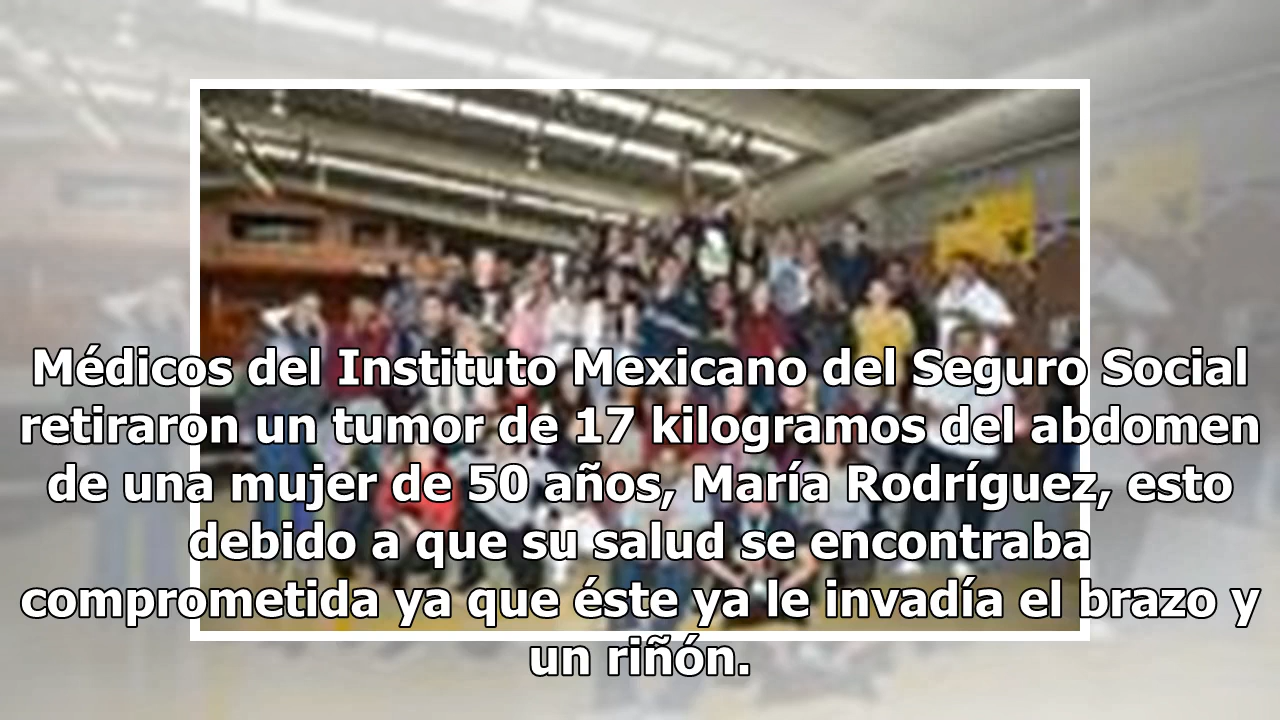 Médicos del Instituto Mexicano del Seguro Social
retiraron un tumor de 17 kilogramos del abdomen
de una mujer de 50 años, María Rodríguez, esto
debido a que su salud se encontraba
comprometida ya que éste ya le invadía el brazo y
un riñón.